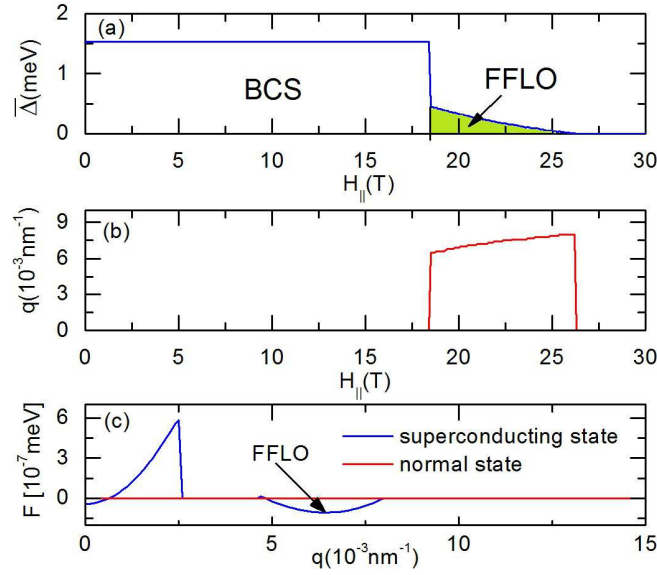 (a)
2
1
0
Δ̅(meV)
BCS
FFLO
0 5 10 15 20 25 30
H||(T)
(b)
9
6
3
0
q(10⁻³nm⁻¹)
0 5 10 15 20 25 30
H||(T)
(c)
6
3
0
F [10⁻⁷meV]
FFLO
superconducting state
normal state
0 5 10 15
q(10⁻³nm⁻¹)